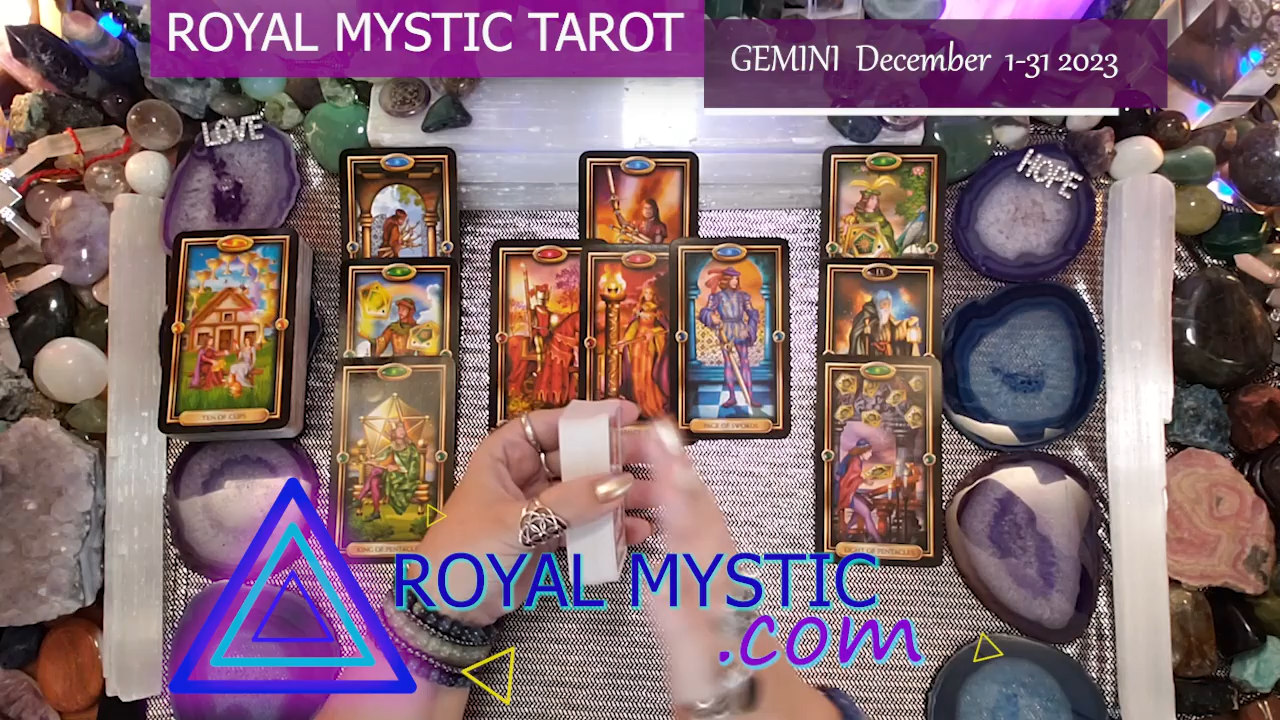 ROYAL MYSTIC TAROT
GEMINI December 1-31 2023
LOVE
HOPE
IX
TEN OF CUPS
PAGE OF SWORDS
KING OF PENTACLES
EIGHT OF PENTACLES
ROYAL MYSTIC
.com